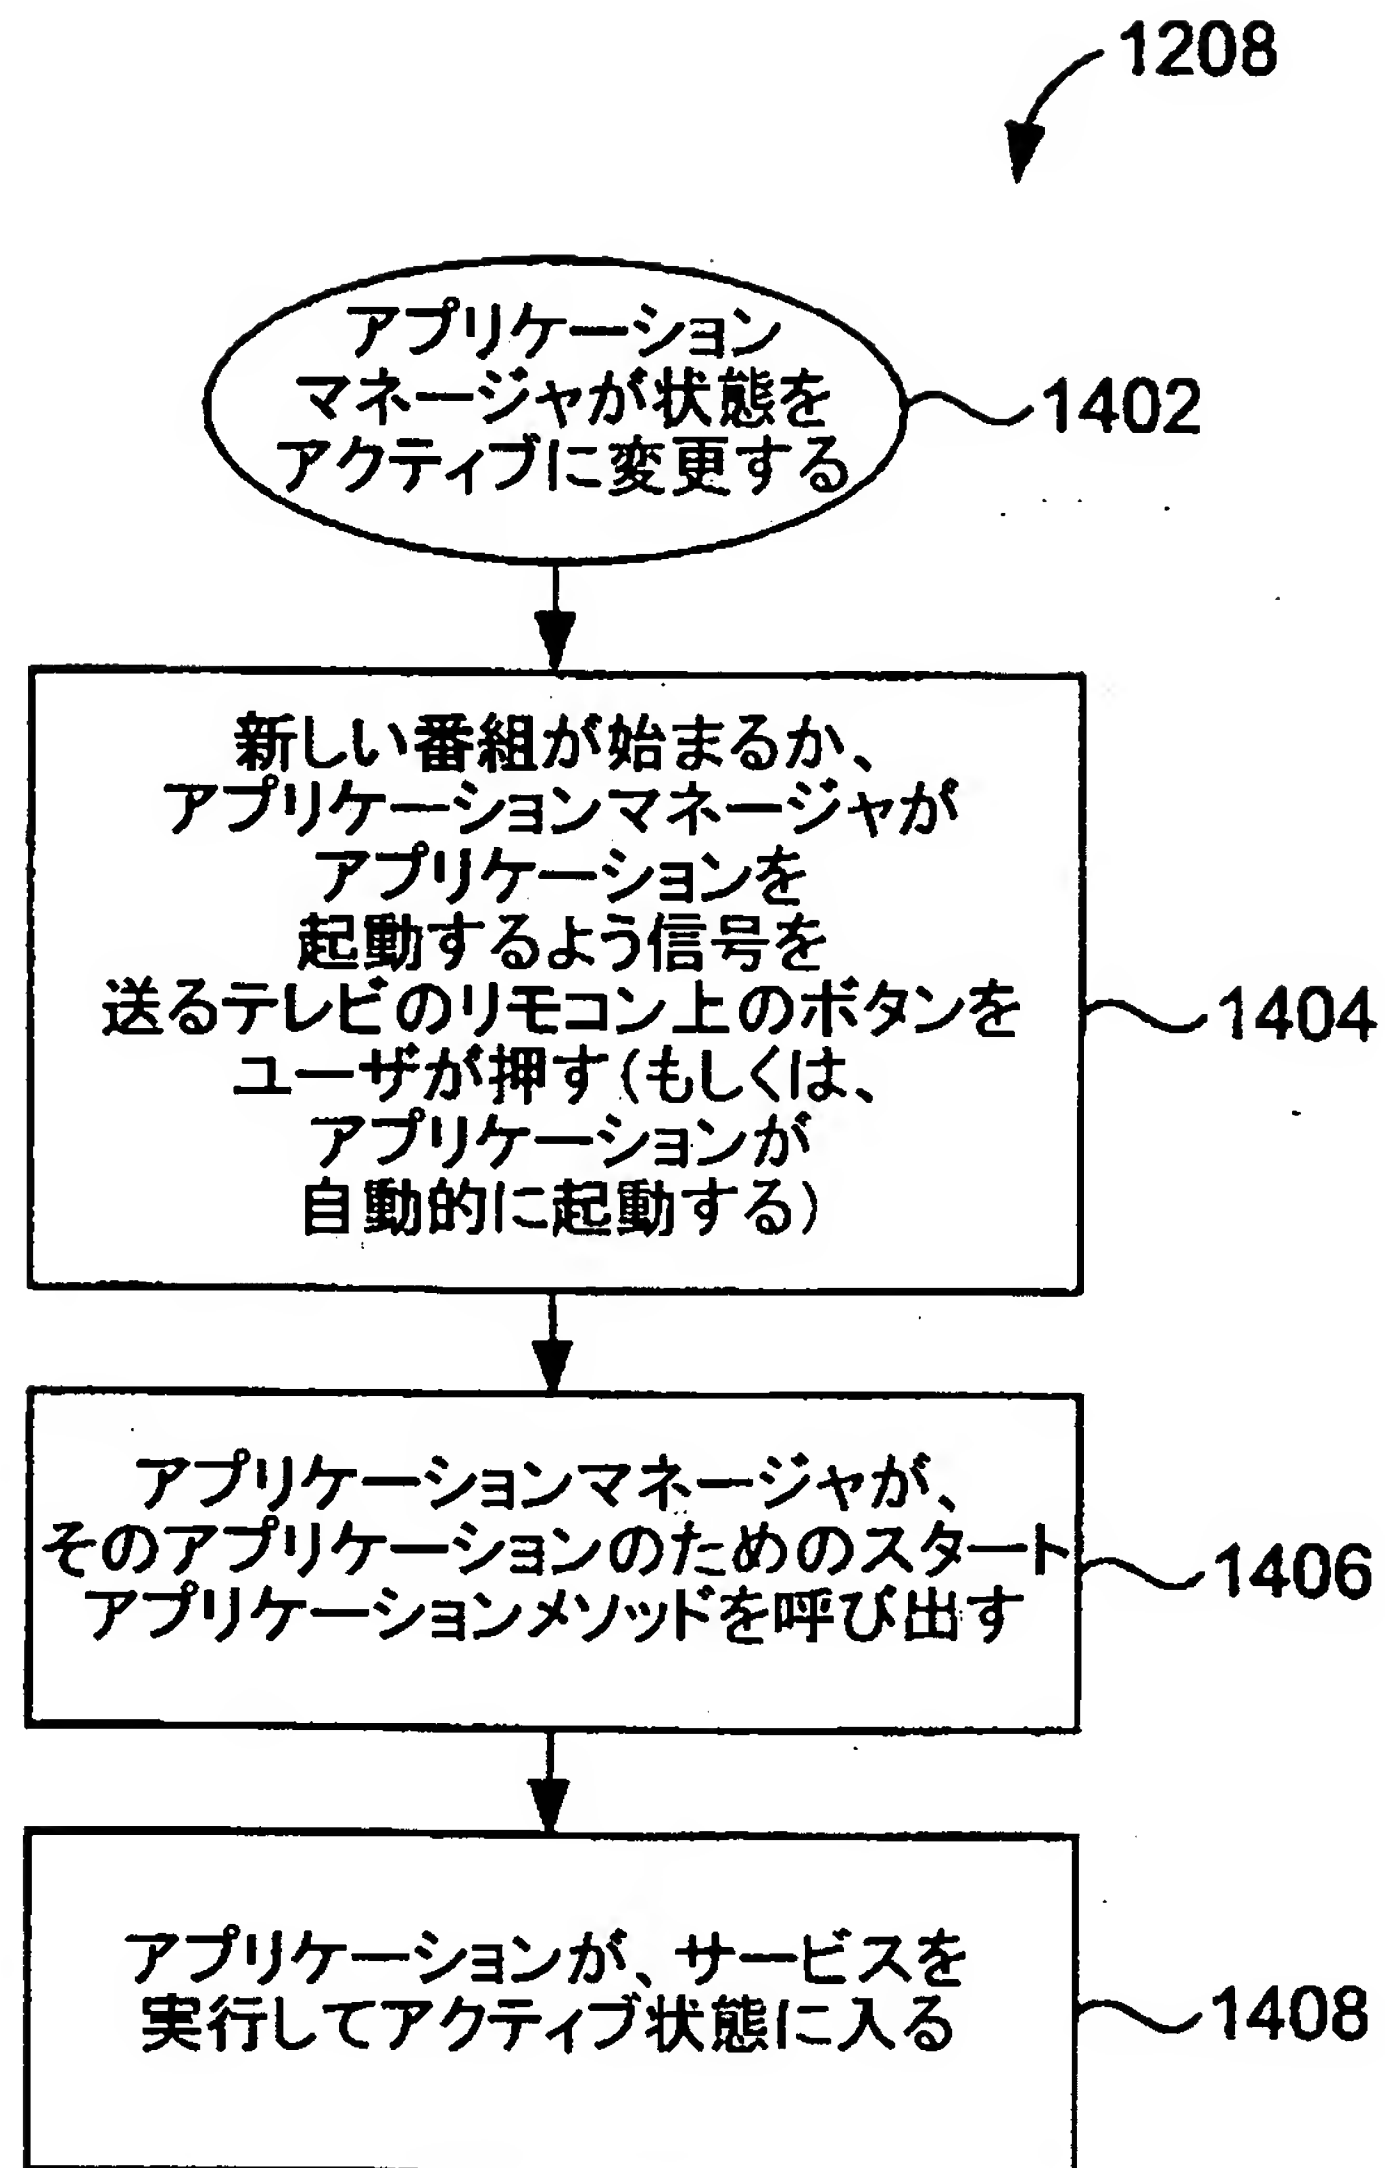 1208
アプリケーション
マネージャが状態を
アクティブに変更する
1402
新しい番組が始まるか、
アプリケーションマネージャが
アプリケーションを
起動するよう信号を
送るテレビのリモコン上のボタンを
ユーザが押す(もしくは、
アプリケーションが
自動的に起動する)
1404
アプリケーションマネージャが、
そのアプリケーションのためのスタート
アプリケーションメソッドを呼び出す
1406
アプリケーションが、サービスを
実行してアクティブ状態に入る
1408